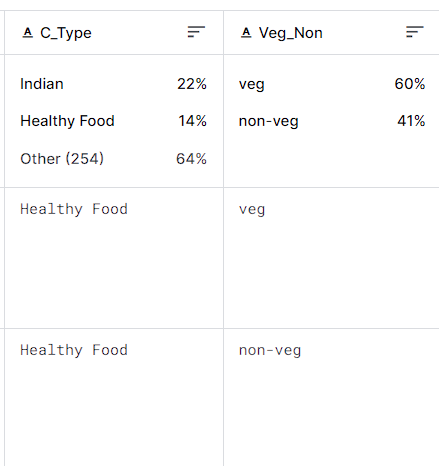 C_Type Veg_Non
Indian 22% veg 60%
Healthy Food 14% non-veg 41%
Other (254) 64%
Healthy Food veg
Healthy Food non-veg